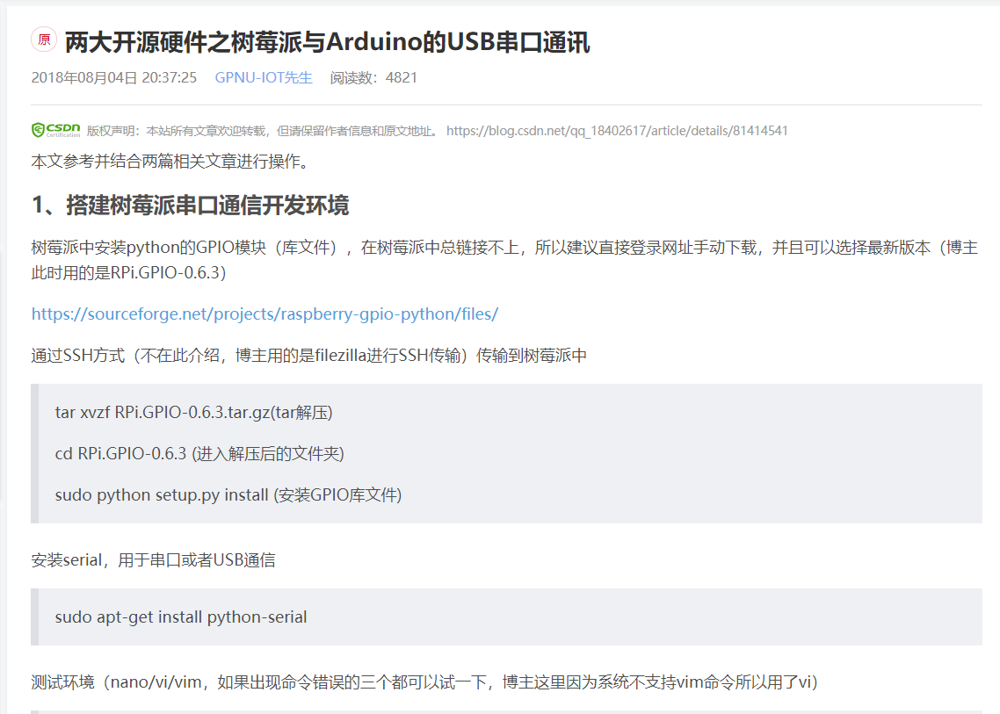 原 两大开源硬件之树莓派与Arduino的USB串口通讯
2018年08月04日 20:37:25 GPNU-IOT先生 阅读数：4821
CSDN Certification 版权声明：本站所有文章欢迎转载，但请保留作者信息和原文地址。 https://blog.csdn.net/qq_18402617/article/details/81414541
本文参考并结合两篇相关文章进行操作。
1、搭建树莓派串口通信开发环境
树莓派中安装python的GPIO模块（库文件），在树莓派中总链接不上，所以建议直接登录网址手动下载，并且可以选择最新版本（博主
此时用的是RPi.GPIO-0.6.3）
https://sourceforge.net/projects/raspberry-gpio-python/files/
通过SSH方式（不在此介绍，博主用的是filezilla进行SSH传输）传输到树莓派中
tar xvzf RPi.GPIO-0.6.3.tar.gz(tar解压)
cd RPi.GPIO-0.6.3 (进入解压后的文件夹)
sudo python setup.py install (安装GPIO库文件)
安装serial，用于串口或者USB通信
sudo apt-get install python-serial
测试环境（nano/vi/vim，如果出现命令错误的三个都可以试一下，博主这里因为系统不支持vim命令所以用了vi）